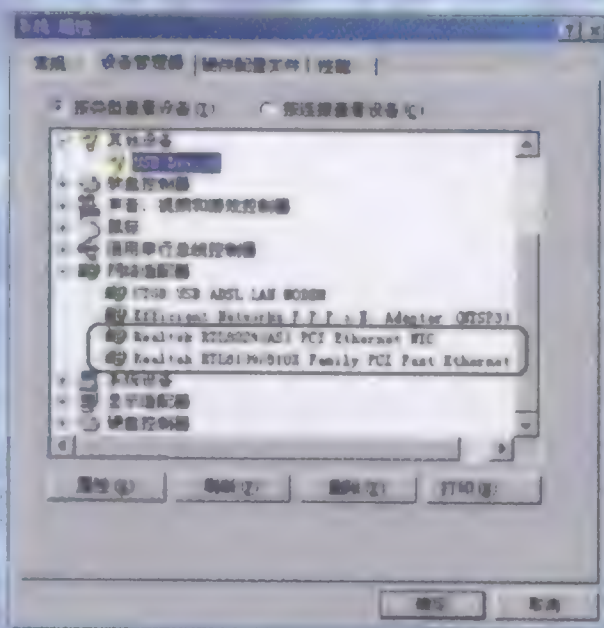 系统 属性
常规 设备管理器 硬件配置文件 性能
按类型查看设备(T) 按连接查看设备(C)
其他设备
USB Device
软盘控制器
声音、视频和游戏控制器
鼠标
通用串行总线控制器
网络适配器
USB ADSL LAN MODEM
Efficient Networks P.P.P.o.E. Adapter (NTSP3)
Realtek RTL8029(AS) PCI Ethernet NIC
Realtek RTL8139/810X Family PCI Fast Ethernet
系统设备
显示适配器
硬盘控制器
属性(R) 刷新(F) 删除(E) 打印(N)
确定 取消